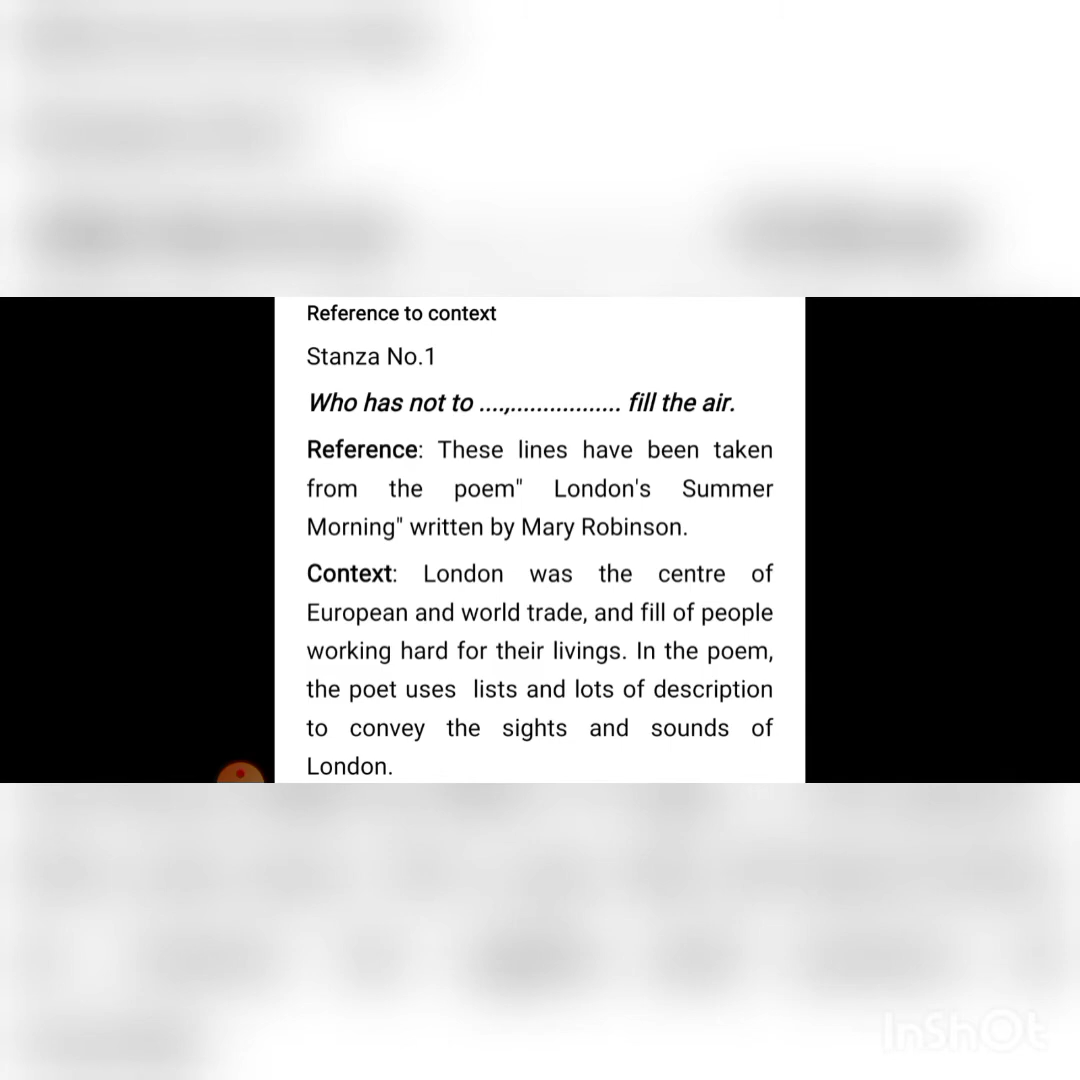 Reference to context
Stanza No.1
Who has not to ....,.................. fill the air.
Reference: These lines have been taken
from the poem" London's Summer
Morning" written by Mary Robinson.
Context: London was the centre of
European and world trade, and fill of people
working hard for their livings. In the poem,
the poet uses lists and lots of description
to convey the sights and sounds of
London.
InShOt